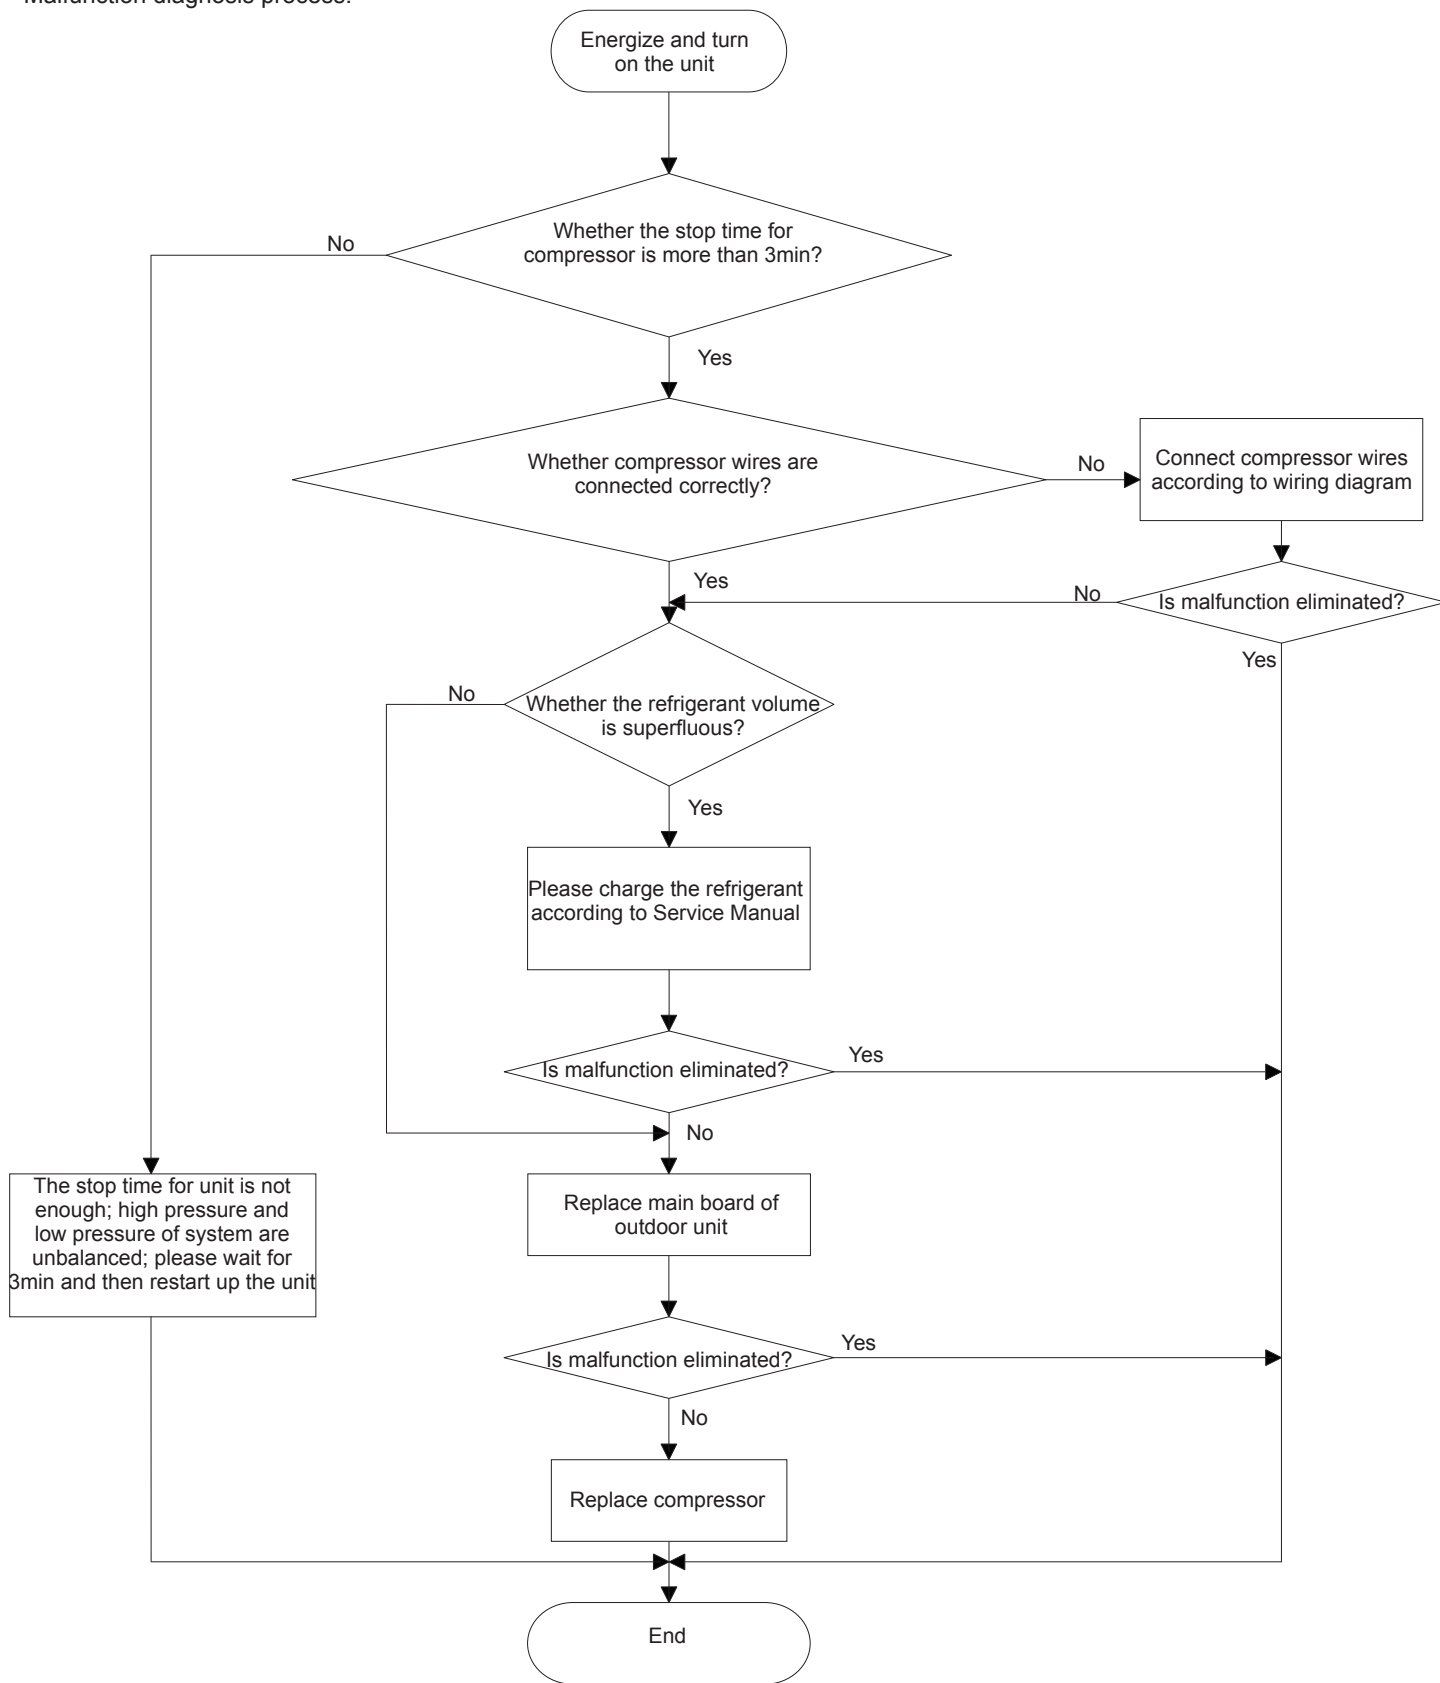 Malfunction diagnosis process:
Energize and turn
on the unit
Whether the stop time for
compressor is more than 3min?
No
Yes
Whether compressor wires are
connected correctly?
No
Connect compressor wires
according to wiring diagram
Yes
No
Is malfunction eliminated?
Yes
No
Whether the refrigerant volume
is superfluous?
Yes
Please charge the refrigerant
according to Service Manual
Is malfunction eliminated?
Yes
No
The stop time for unit is not
enough; high pressure and
low pressure of system are
unbalanced; please wait for
3min and then restart up the unit
Replace main board of
outdoor unit
Is malfunction eliminated?
Yes
No
Replace compressor
End